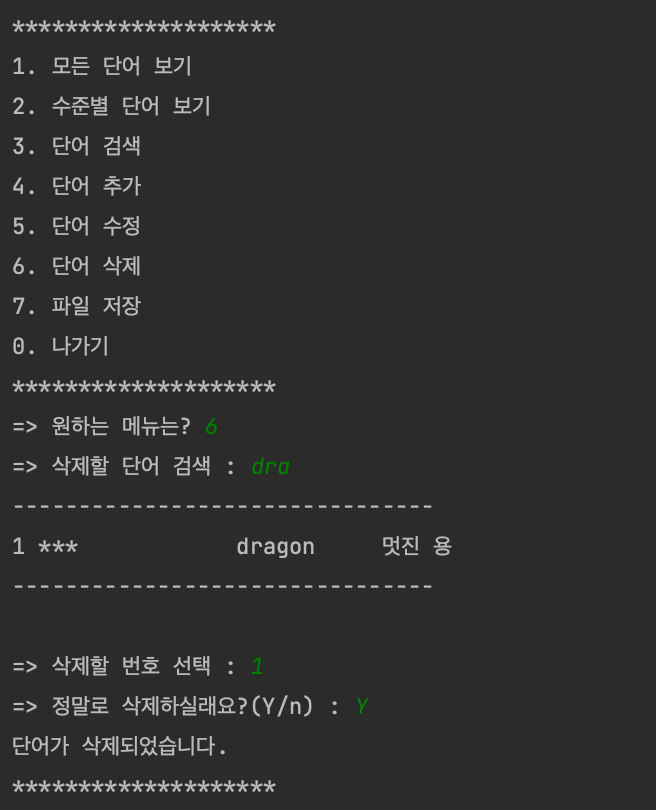 ********************
1. 모든 단어 보기
2. 수준별 단어 보기
3. 단어 검색
4. 단어 추가
5. 단어 수정
6. 단어 삭제
7. 파일 저장
0. 나가기
********************
=> 원하는 메뉴는? 6
=> 삭제할 단어 검색 : dra
--------------------------------
1 ***            dragon     멋진 용
--------------------------------
=> 삭제할 번호 선택 : 1
=> 정말로 삭제하실래요?(Y/n) : Y
단어가 삭제되었습니다.
********************